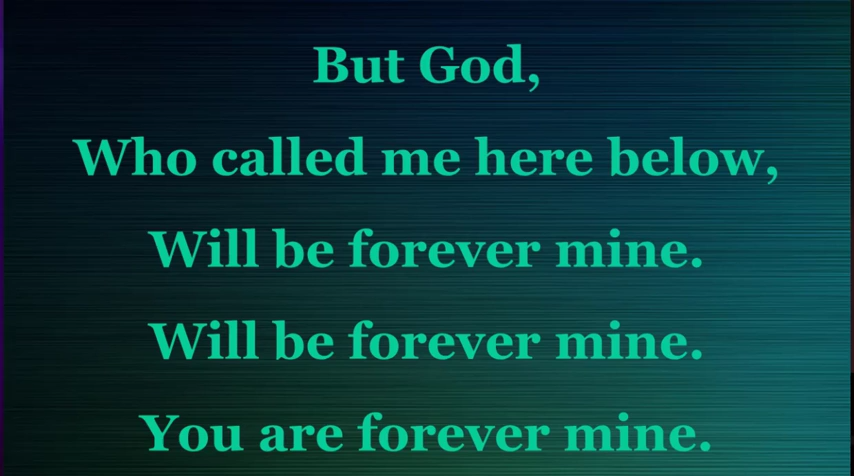 But God,
Who called me here below,
Will be forever mine.
Will be forever mine.
You are forever mine.